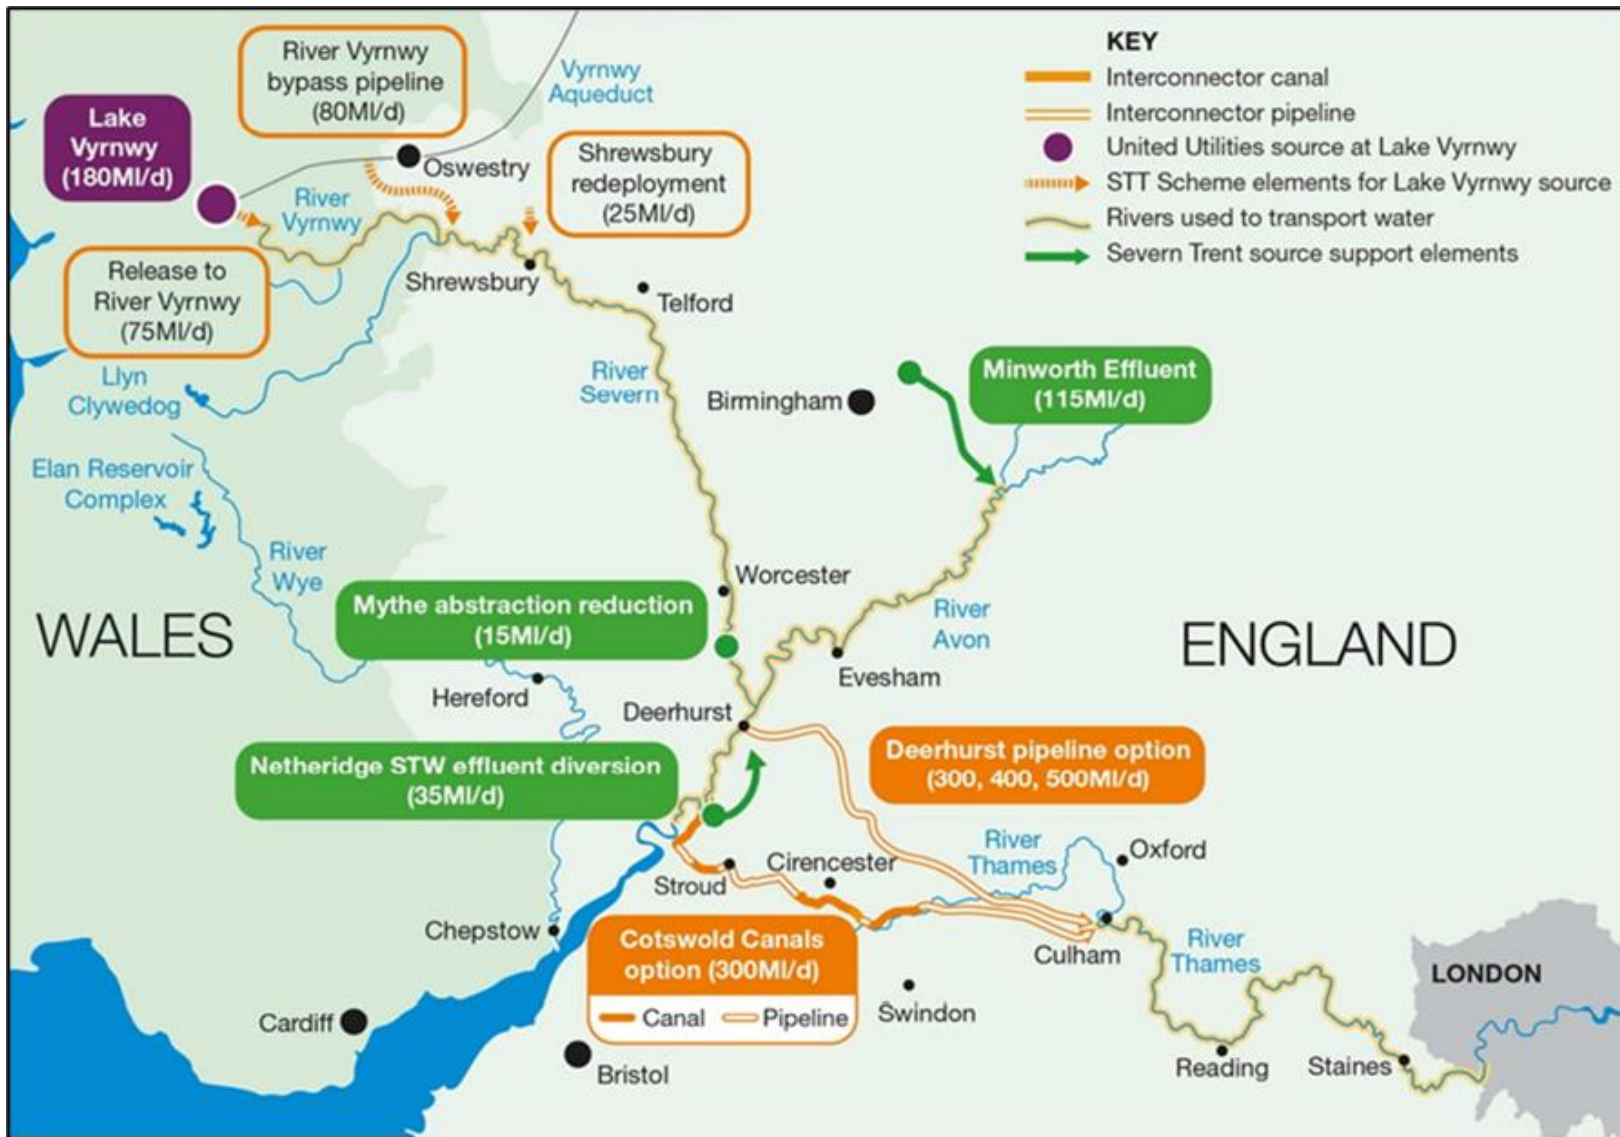 River Vyrnwy
bypass pipeline
(80Ml/d)
Vyrnwy
Aqueduct
KEY
Interconnector canal
Interconnector pipeline
United Utilities source at Lake Vyrnwy
STT Scheme elements for Lake Vyrnwy source
Rivers used to transport water
Severn Trent source support elements
Lake
Vyrnwy
(180Ml/d)
Oswestry
Shrewsbury
redeployment
(25Ml/d)
River
Vyrnwy
Release to
River Vyrnwy
(75Ml/d)
Shrewsbury
Telford
Llyn
Clywedog
River
Severn
Birmingham
Minworth Effluent
(115Ml/d)
Elan Reservoir
Complex
River
Wye
Worcester
Mythe abstraction reduction
(15Ml/d)
River
Avon
WALES
ENGLAND
Hereford
Evesham
Deerhurst
Netheridge STW effluent diversion
(35Ml/d)
Deerhurst pipeline option
(300, 400, 500Ml/d)
River
Thames
Oxford
Cirencester
Stroud
Chepstow
Cotswold Canals
option (300Ml/d)
Canal
Pipeline
Culham
River
Thames
LONDON
Swindon
Cardiff
Bristol
Reading
Staines